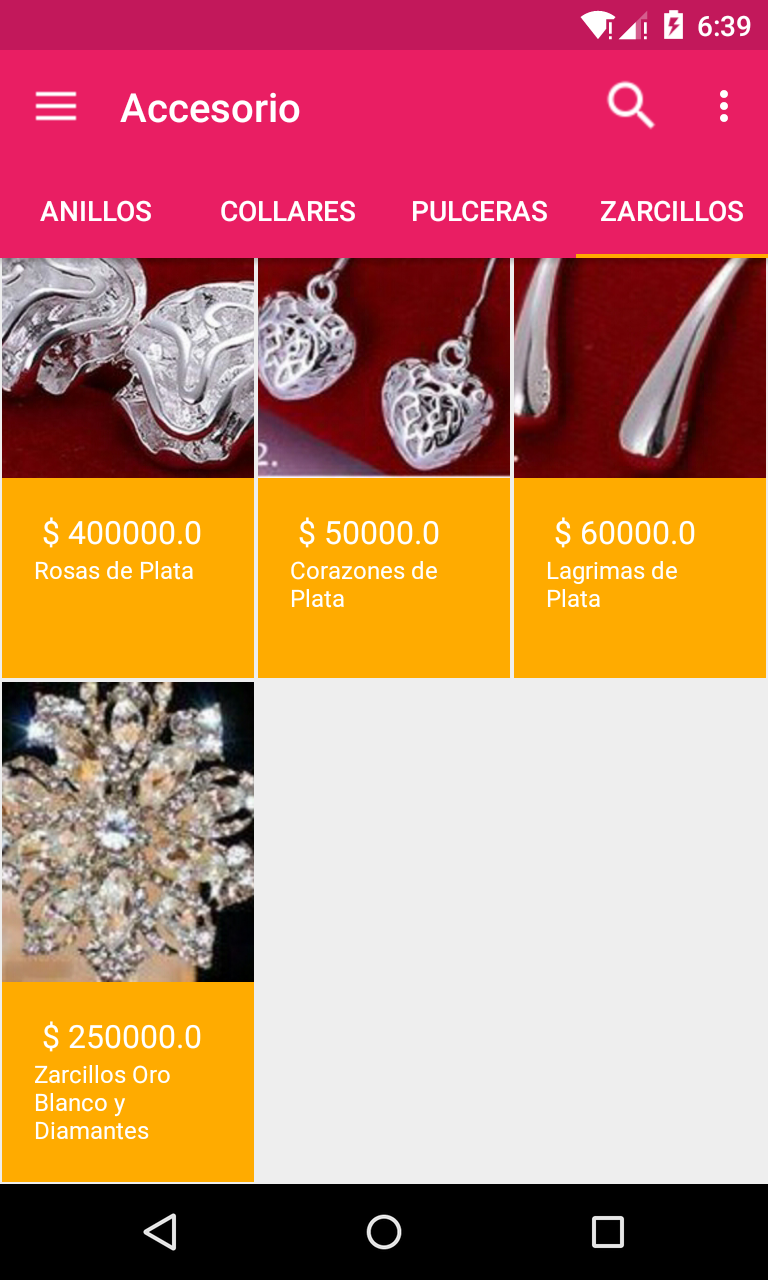 6:39
Accesorio
ANILLOS COLLARES PULCERAS ZARCILLOS
2.
$ 400000.0
Rosas de Plata
$ 50000.0
Corazones de
Plata
$ 60000.0
Lagrimas de
Plata
$ 250000.0
Zarcillos Oro
Blanco y
Diamantes